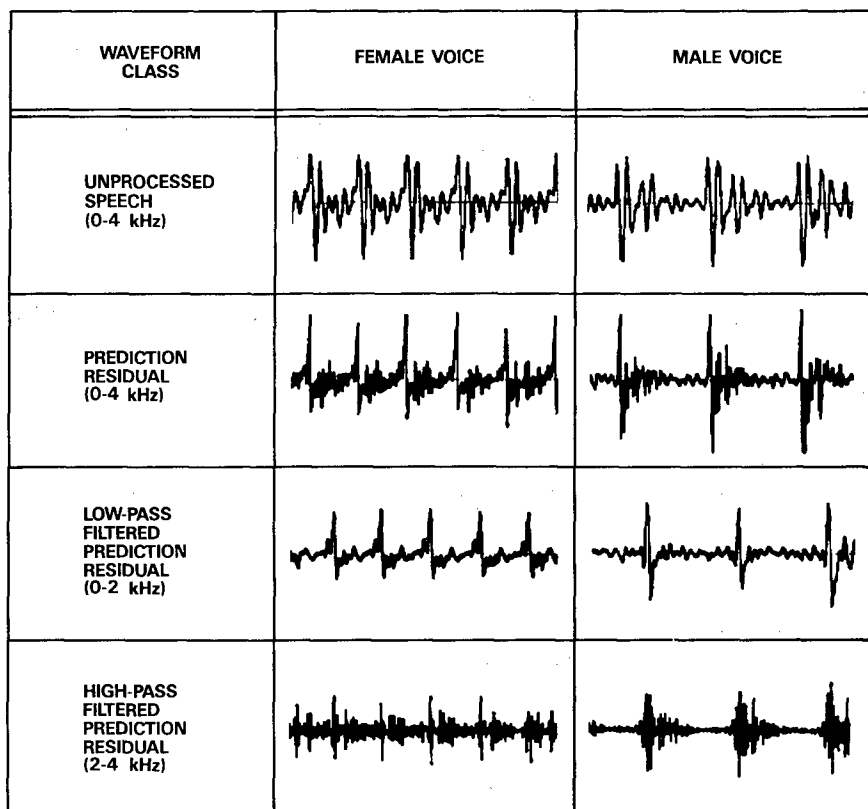 WAVEFORM
CLASS
FEMALE VOICE
MALE VOICE
UNPROCESSED
SPEECH
(0-4 kHz)
PREDICTION
RESIDUAL
(0-4 kHz)
LOW-PASS
FILTERED
PREDICTION
RESIDUAL
(0-2 kHz)
HIGH-PASS
FILTERED
PREDICTION
RESIDUAL
(2-4 kHz)